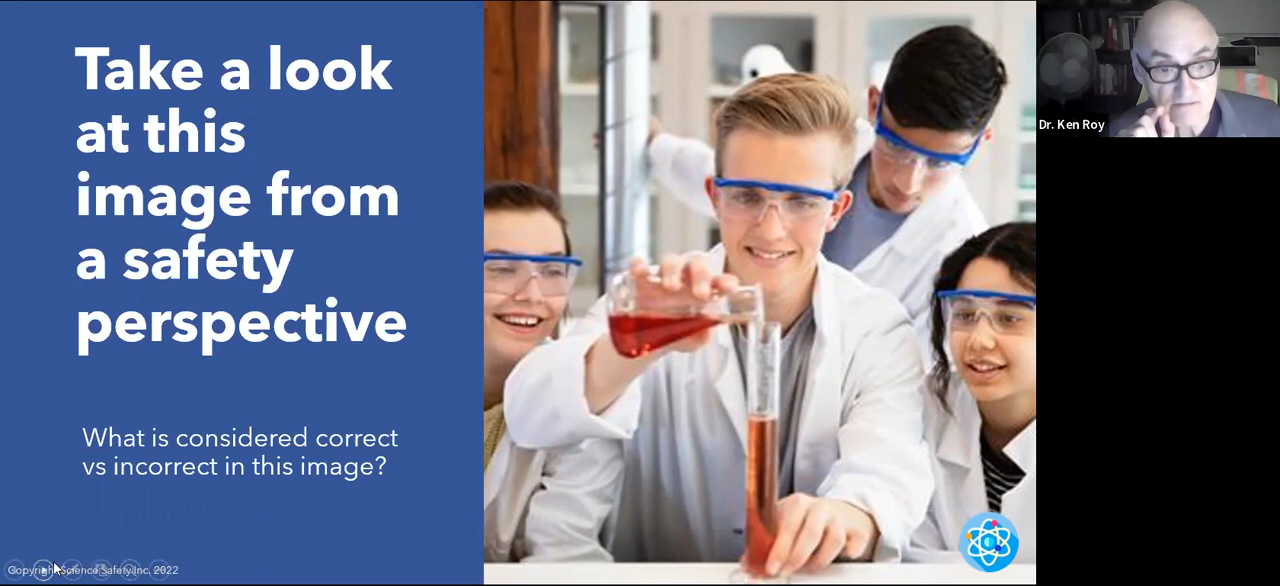 Take a look
at this
image from
a safety
perspective
What is considered correct
vs incorrect in this image?
Copyright Science Safety Inc. 2022
Dr. Ken Roy